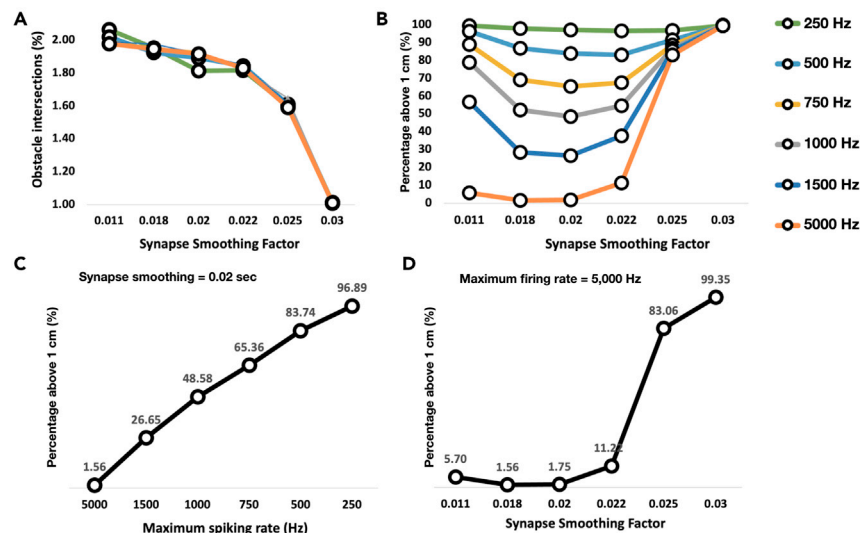 A
Obstacle intersections (%)
2.00
1.80
1.60
1.40
1.20
1.00
0.011 0.018 0.02 0.022 0.025 0.03
Synapse Smoothing Factor
B
Percentage above 1 cm (%)
100
90
80
70
60
50
40
30
20
10
0
0.011 0.018 0.02 0.022 0.025 0.03
Synapse Smoothing Factor
250 Hz
500 Hz
750 Hz
1000 Hz
1500 Hz
5000 Hz
C
Synapse smoothing = 0.02 sec
Percentage above 1 cm (%)
1.56
26.65
48.58
65.36
83.74
96.89
5000 1500 1000 750 500 250
Maximum spiking rate (Hz)
D
Maximum firing rate = 5,000 Hz
Percentage above 1 cm (%)
5.70
1.56
1.75
11.22
83.06
99.35
0.011 0.018 0.02 0.022 0.025 0.03
Synapse Smoothing Factor